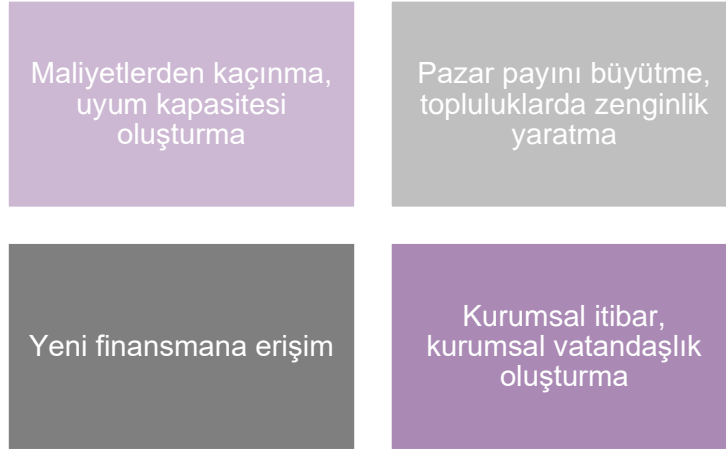 Maliyetlerden kaçınma,
uyum kapasitesi
oluşturma
Pazar payını büyütme,
topluluklarda zenginlik
yaratma
Yeni finansmana erişim
Kurumsal itibar,
kurumsal vatandaşlık
oluşturma